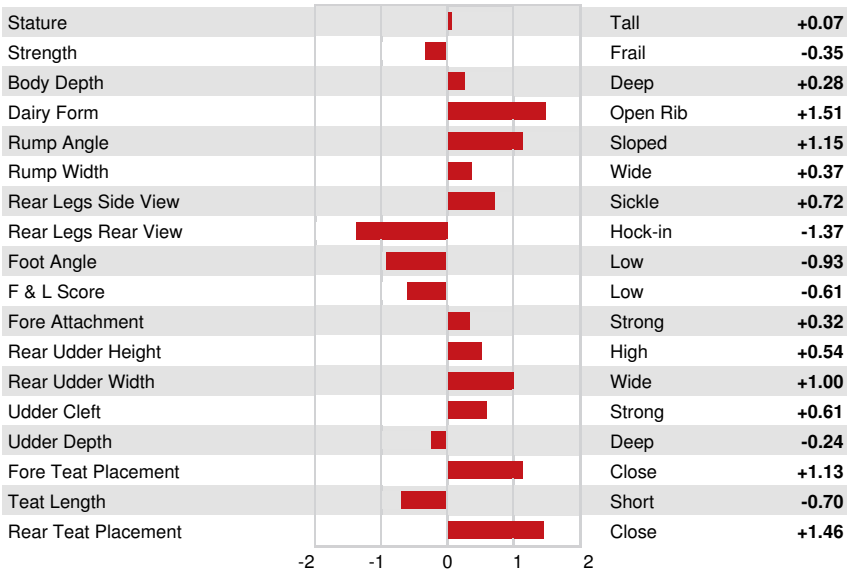 Stature Tall +0.07
Strength Frail -0.35
Body Depth Deep +0.28
Dairy Form Open Rib +1.51
Rump Angle Sloped +1.15
Rump Width Wide +0.37
Rear Legs Side View Sickle +0.72
Rear Legs Rear View Hock-in -1.37
Foot Angle Low -0.93
F & L Score Low -0.61
Fore Attachment Strong +0.32
Rear Udder Height High +0.54
Rear Udder Width Wide +1.00
Udder Cleft Strong +0.61
Udder Depth Deep -0.24
Fore Teat Placement Close +1.13
Teat Length Short -0.70
Rear Teat Placement Close +1.46
-2 -1 0 1 2